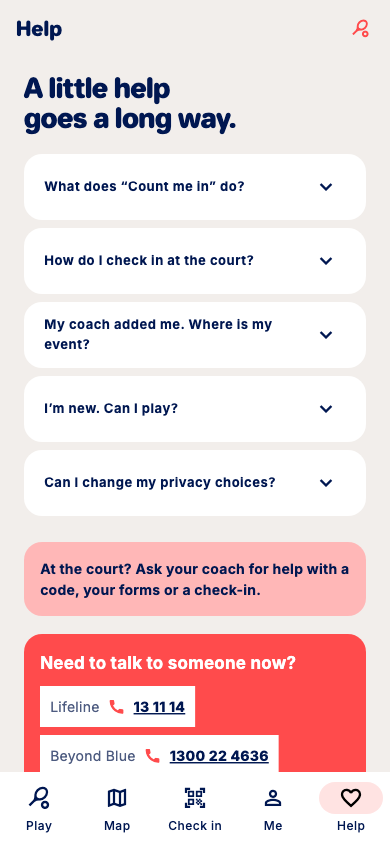 Help
A little help
goes a long way.
What does “Count me in” do?
How do I check in at the court?
My coach added me. Where is my
event?
I’m new. Can I play?
Can I change my privacy choices?
At the court? Ask your coach for help with a
code, your forms or a check-in.
Need to talk to someone now?
Lifeline 13 11 14
Beyond Blue 1300 22 4636
Play Map Check in Me Help